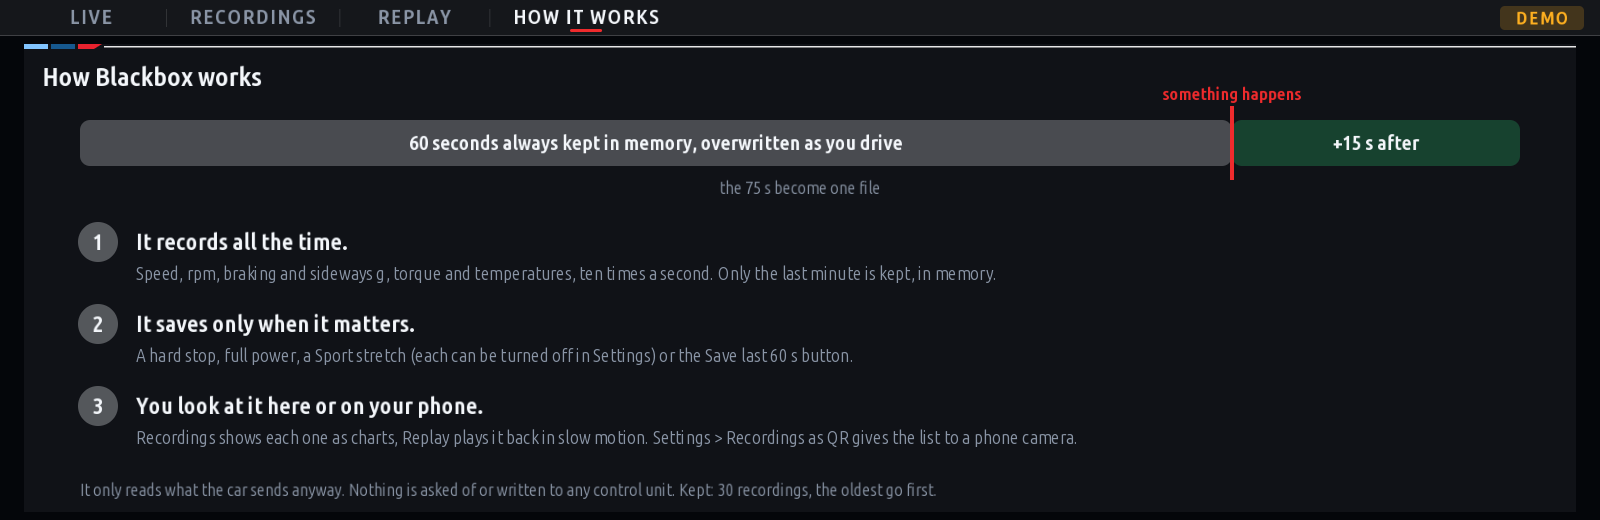 LIVE
RECORDINGS
REPLAY
HOW IT WORKS
DEMO
How Blackbox works
something happens
60 seconds always kept in memory, overwritten as you drive
+15 s after
the 75 s become one file
1
It records all the time.
Speed, rpm, braking and sideways g, torque and temperatures, ten times a second. Only the last minute is kept, in memory.
2
It saves only when it matters.
A hard stop, full power, a Sport stretch (each can be turned off in Settings) or the Save last 60 s button.
3
You look at it here or on your phone.
Recordings shows each one as charts, Replay plays it back in slow motion. Settings > Recordings as QR gives the list to a phone camera.
It only reads what the car sends anyway. Nothing is asked of or written to any control unit. Kept: 30 recordings, the oldest go first.